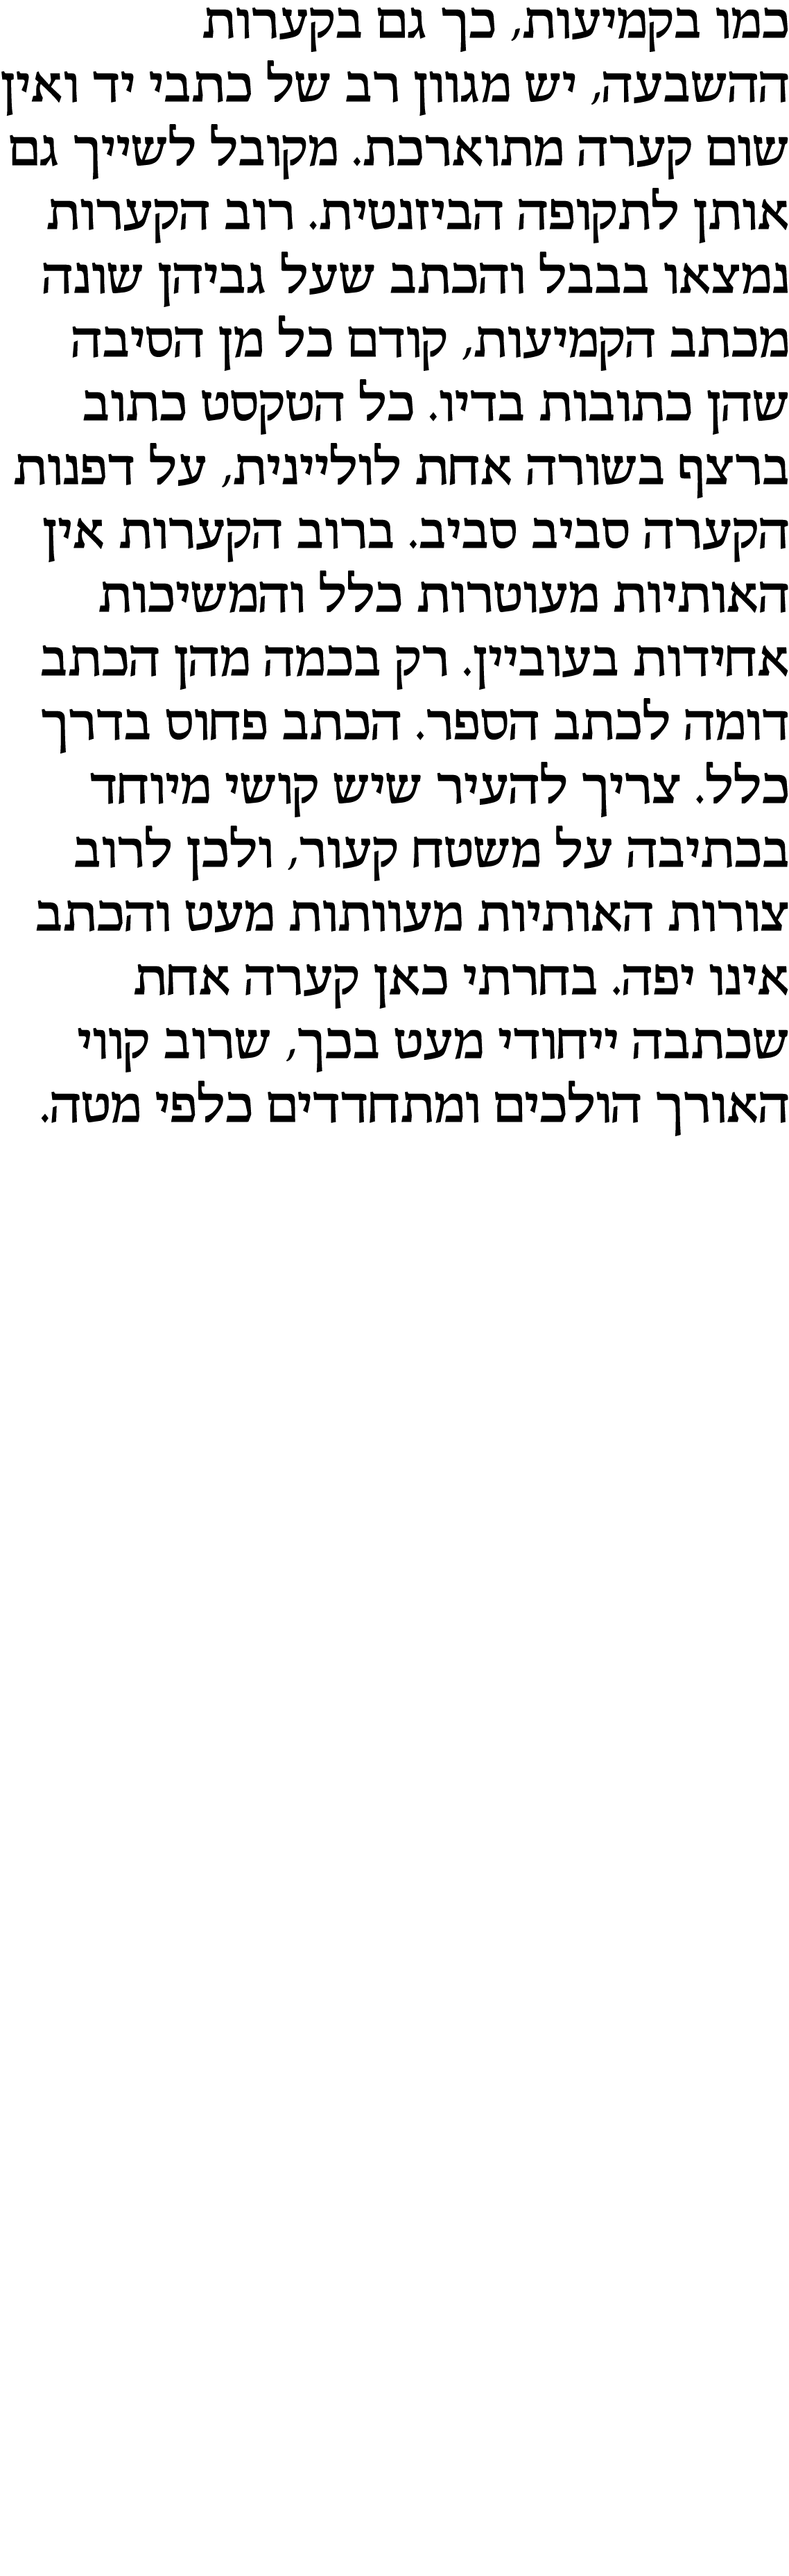 כמו בקמיעות, כך גם בקערות
ההשבעה, יש מגוון רב של כתבי יד ואין
שום קערה מתוארכת. מקובל לשייך גם
אותן לתקופה הביזנטית. רוב הקערות
נמצאו בבבל והכתב שעל גביהן שונה
מכתב הקמיעות, קודם כל מן הסיבה
שהן כתובות בדיו. כל הטקסט כתוב
ברצף בשורה אחת לוליינית, על דפנות
הקערה סביב סביב. ברוב הקערות אין
האותיות מעוטרות כלל והמשיכות
אחידות בעוביין. רק בכמה מהן הכתב
דומה לכתב הספר. הכתב פחוס בדרך
כלל. צריך להעיר שיש קושי מיוחד
בכתיבה על משטח קעור, ולכן לרוב
צורות האותיות מעוותות מעט והכתב
אינו יפה. בחרתי כאן קערה אחת
שכתבה ייחודי מעט בכך, שרוב קווי
האורך הולכים ומתחדדים כלפי מטה.